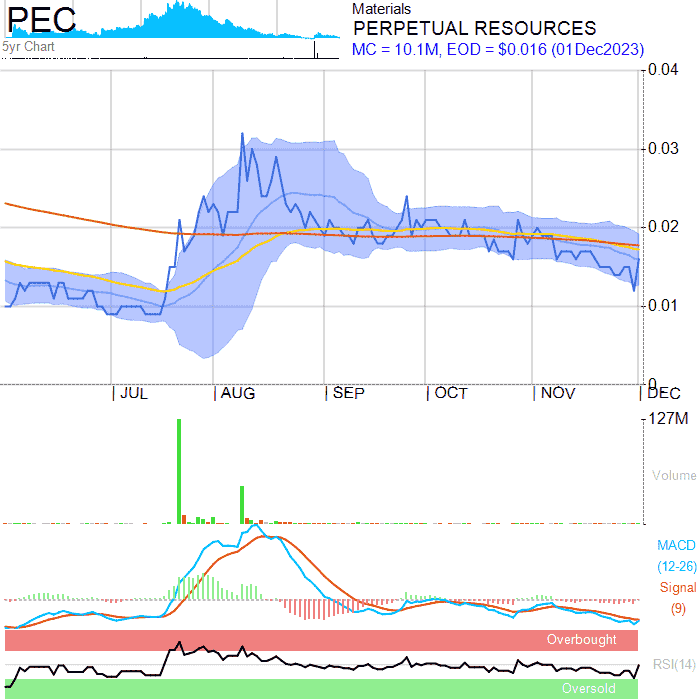 PEC
5yr Chart
Materials
PERPETUAL RESOURCES
MC = 10.1M, EOD = $0.016 (01Dec2023)
0.04
0.03
0.02
0.01
0
JUL
AUG
SEP
OCT
NOV
DEC
127M
Volume
MACD
(12-26)
Signal
(9)
Overbought
RSI(14)
Oversold